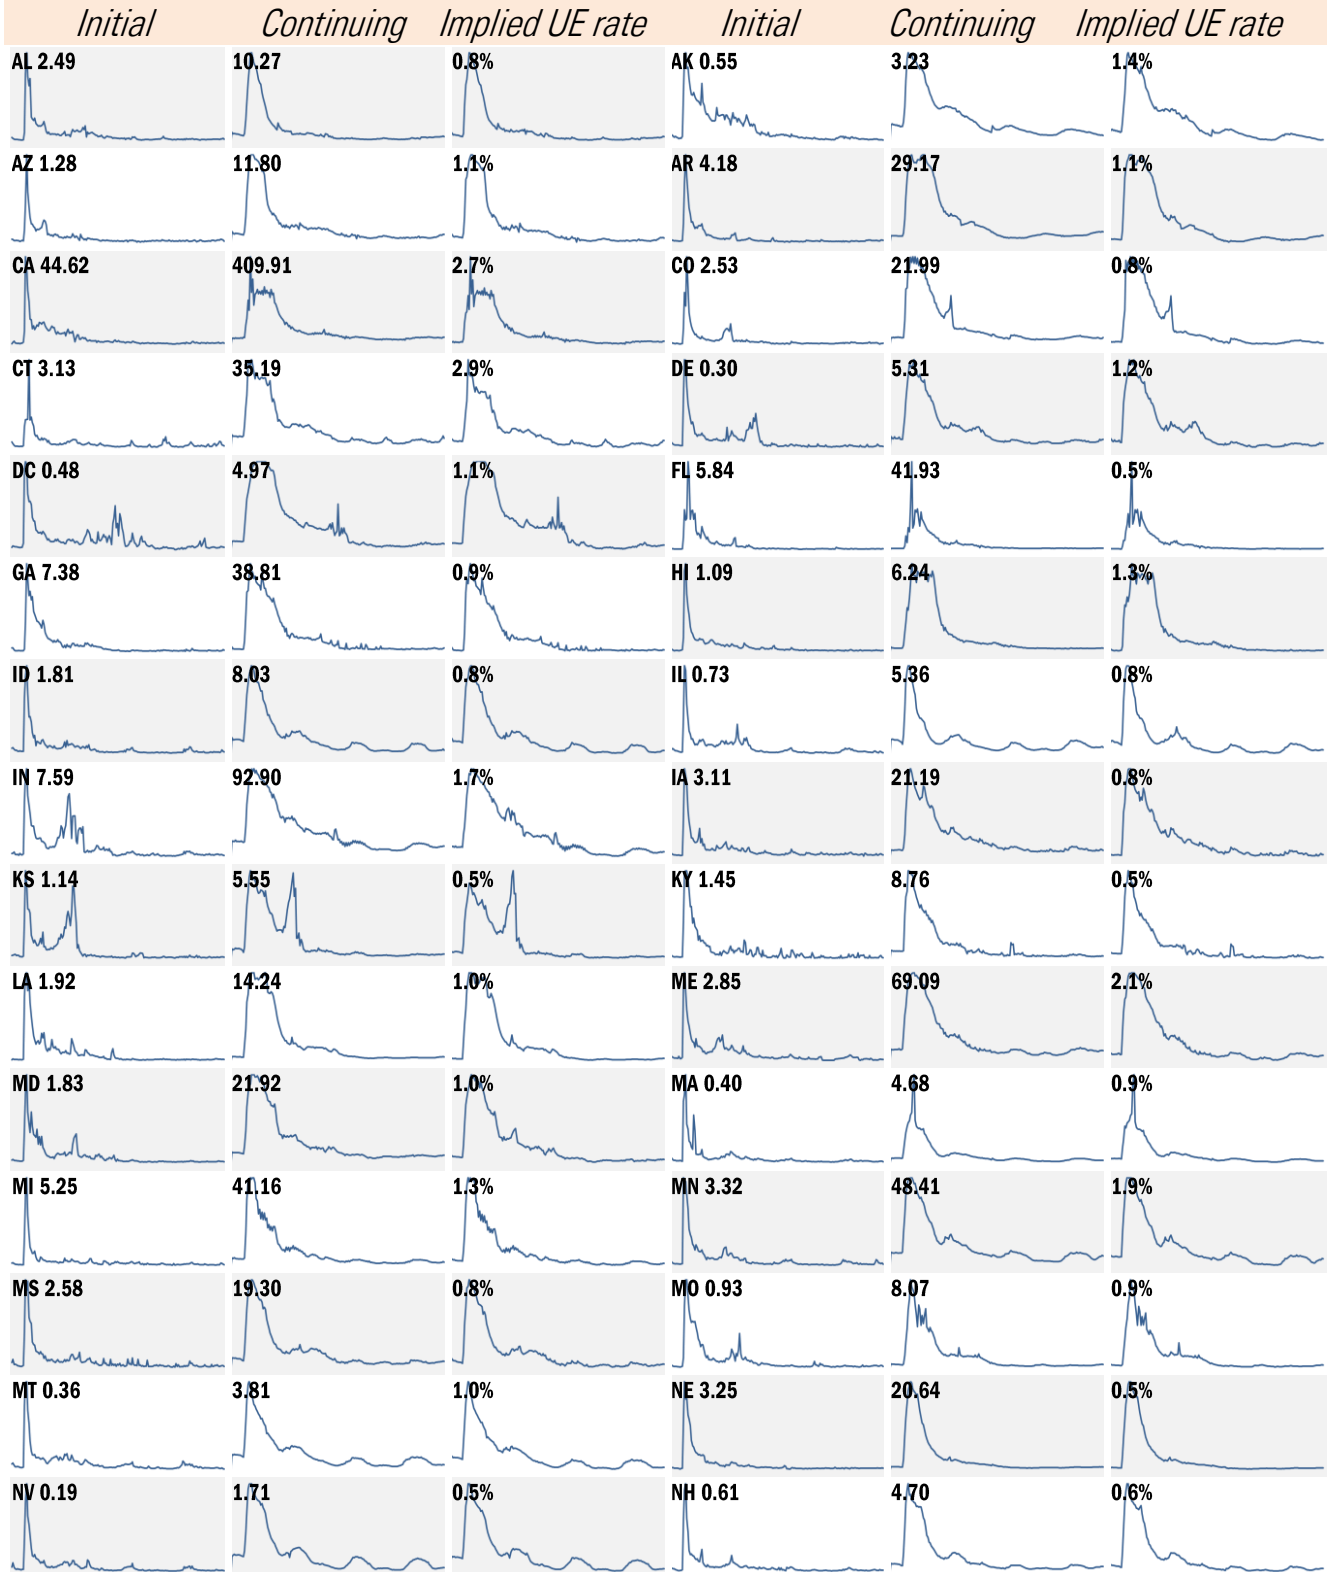 Initial Continuing Implied UE rate Initial Continuing Implied UE rate
AL 2.49 10.27 0.8% AK 0.55 3.23 1.4%
AZ 1.28 11.80 1.1% AR 4.18 29.17 1.1%
CA 44.62 409.91 2.7% CO 2.53 21.99 0.8%
CT 3.13 35.19 2.9% DE 0.30 5.31 1.2%
DC 0.48 4.97 1.1% FL 5.84 41.93 0.5%
GA 7.38 38.81 0.9% HI 1.09 6.24 1.3%
ID 1.81 8.03 0.8% IL 0.73 5.36 0.8%
IN 7.59 92.90 1.7% IA 3.11 21.19 0.8%
KS 1.14 5.55 0.5% KY 1.45 8.76 0.5%
LA 1.92 14.24 1.0% ME 2.85 69.09 2.1%
MD 1.83 21.92 1.0% MA 0.40 4.68 0.9%
MI 5.25 41.16 1.3% MN 3.32 48.41 1.9%
MS 2.58 19.30 0.8% MO 0.93 8.07 0.9%
MT 0.36 3.81 1.0% NE 3.25 20.64 0.5%
NV 0.19 1.71 0.5% NH 0.61 4.70 0.6%